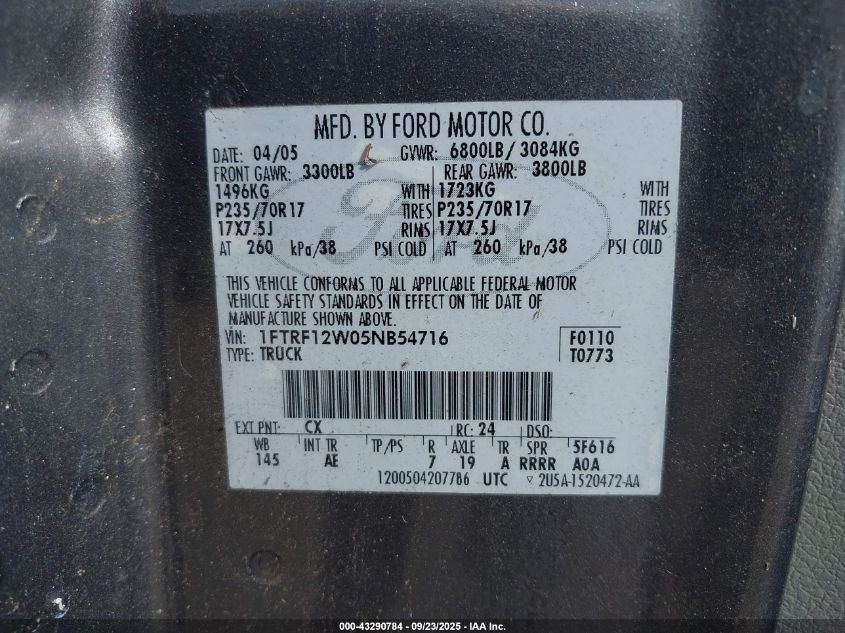 MFD. BY FORD MOTOR CO.
DATE: 04/05 GVWR: 6800LB/ 3084KG
FRONT GAWR: 3300LB REAR GAWR: 3800LB
1496KG WITH 1723KG WITH
P235/70R17 TIRES P235/70R17 TIRES
17X7.5J RIMS 17X7.5J RIMS
AT 260 kPa/38 PSI COLD AT 260 kPa/38 PSI COLD
Ford
THIS VEHICLE CONFORMS TO ALL APPLICABLE FEDERAL MOTOR
VEHICLE SAFETY STANDARDS IN EFFECT ON THE DATE OF
MANUFACTURE SHOWN ABOVE.
VIN: 1FTRF12W05NB54716 F0110
TYPE: TRUCK T0773
EXT PNT: CX RC: 24 DSO:
WB INT TR TP/PS R AXLE TR SPR 5F616
145 AE 7 19 A RRRR A0A
1200504207786 UTC ▽ 2U5A-1520472-AA
000-43290784 - 09/23/2025 - IAA Inc.